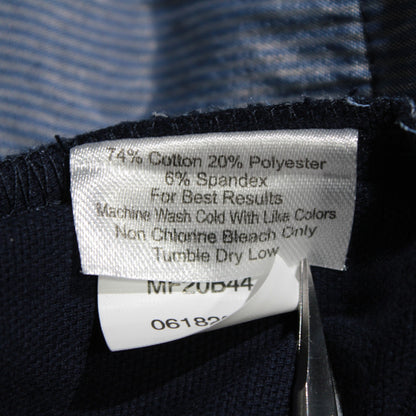 74% Cotton 20% Polyester
6% Spandex
For Best Results
Machine Wash Cold With Like Colors
Non Chlorine Bleach Only
Tumble Dry Low
MF20B44